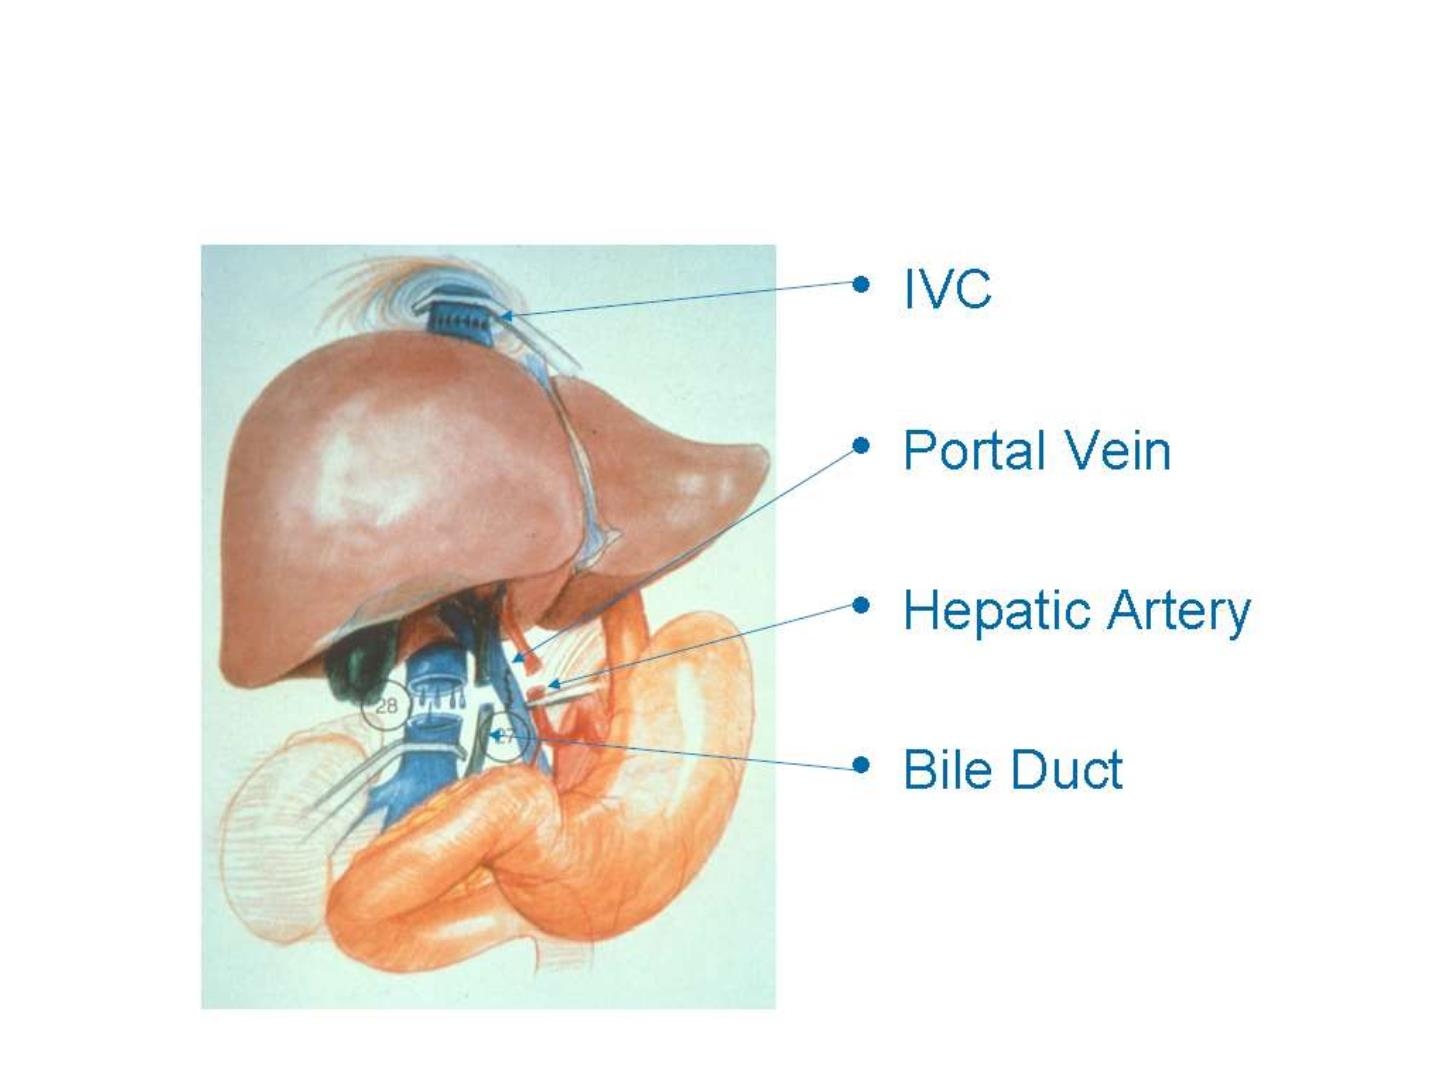 • IVC
• Portal Vein
• Hepatic Artery
• Bile Duct
28
27